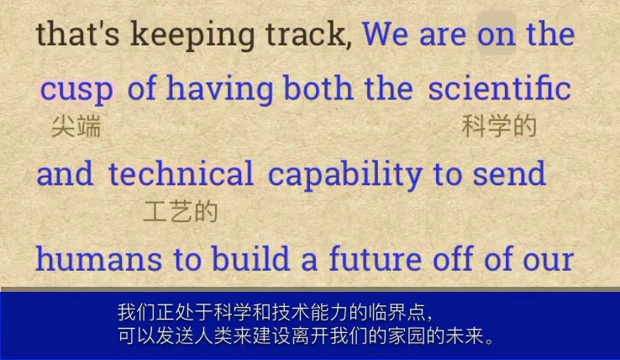 that's keeping track, We are on the
cusp of having both the scientific
尖端 科学的
and technical capability to send
工艺的
humans to build a future off of our
我们正处于科学和技术能力的临界点，
可以发送人类来建设离开我们的家园的未来。